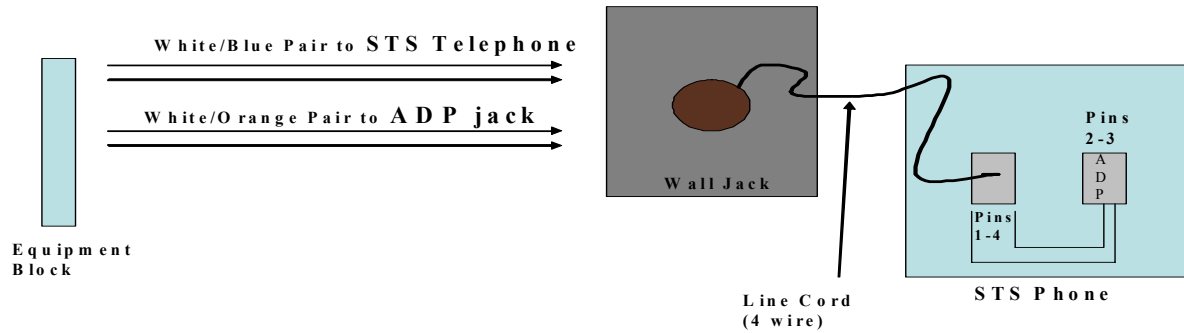 White/Blue Pair to STS Telephone
White/Orange Pair to ADP jack
Equipment
Block
Wall Jack
Line Cord
(4 wire)
Pins
2-3
A
D
P
Pins
1-4
STS Phone